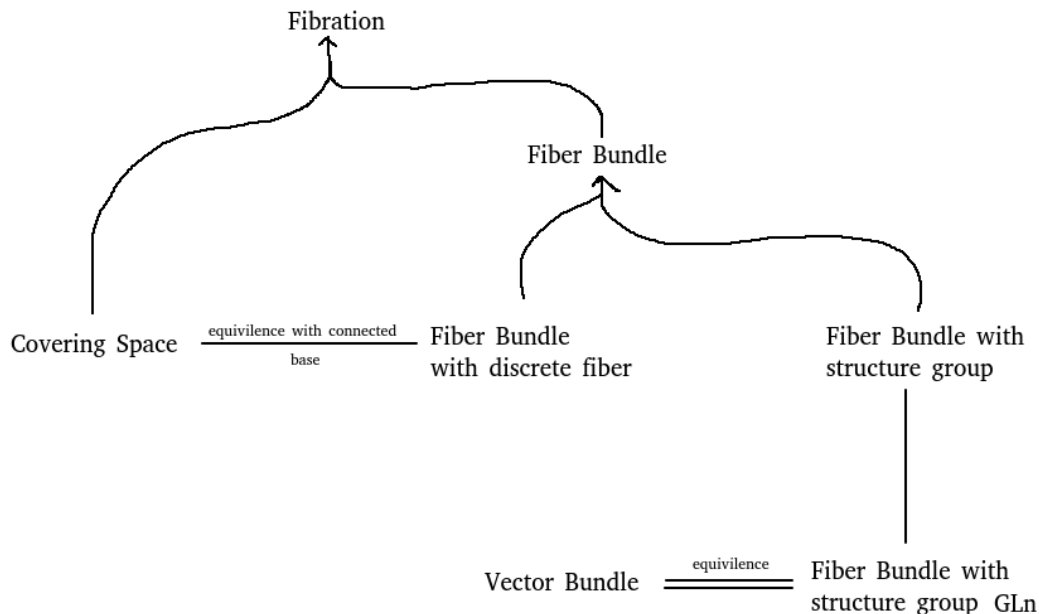 Fibration
Fiber Bundle
Covering Space
equivilence with connected
base
Fiber Bundle
with discrete fiber
Fiber Bundle with
structure group
Vector Bundle
equivilence
Fiber Bundle with
structure group GLn